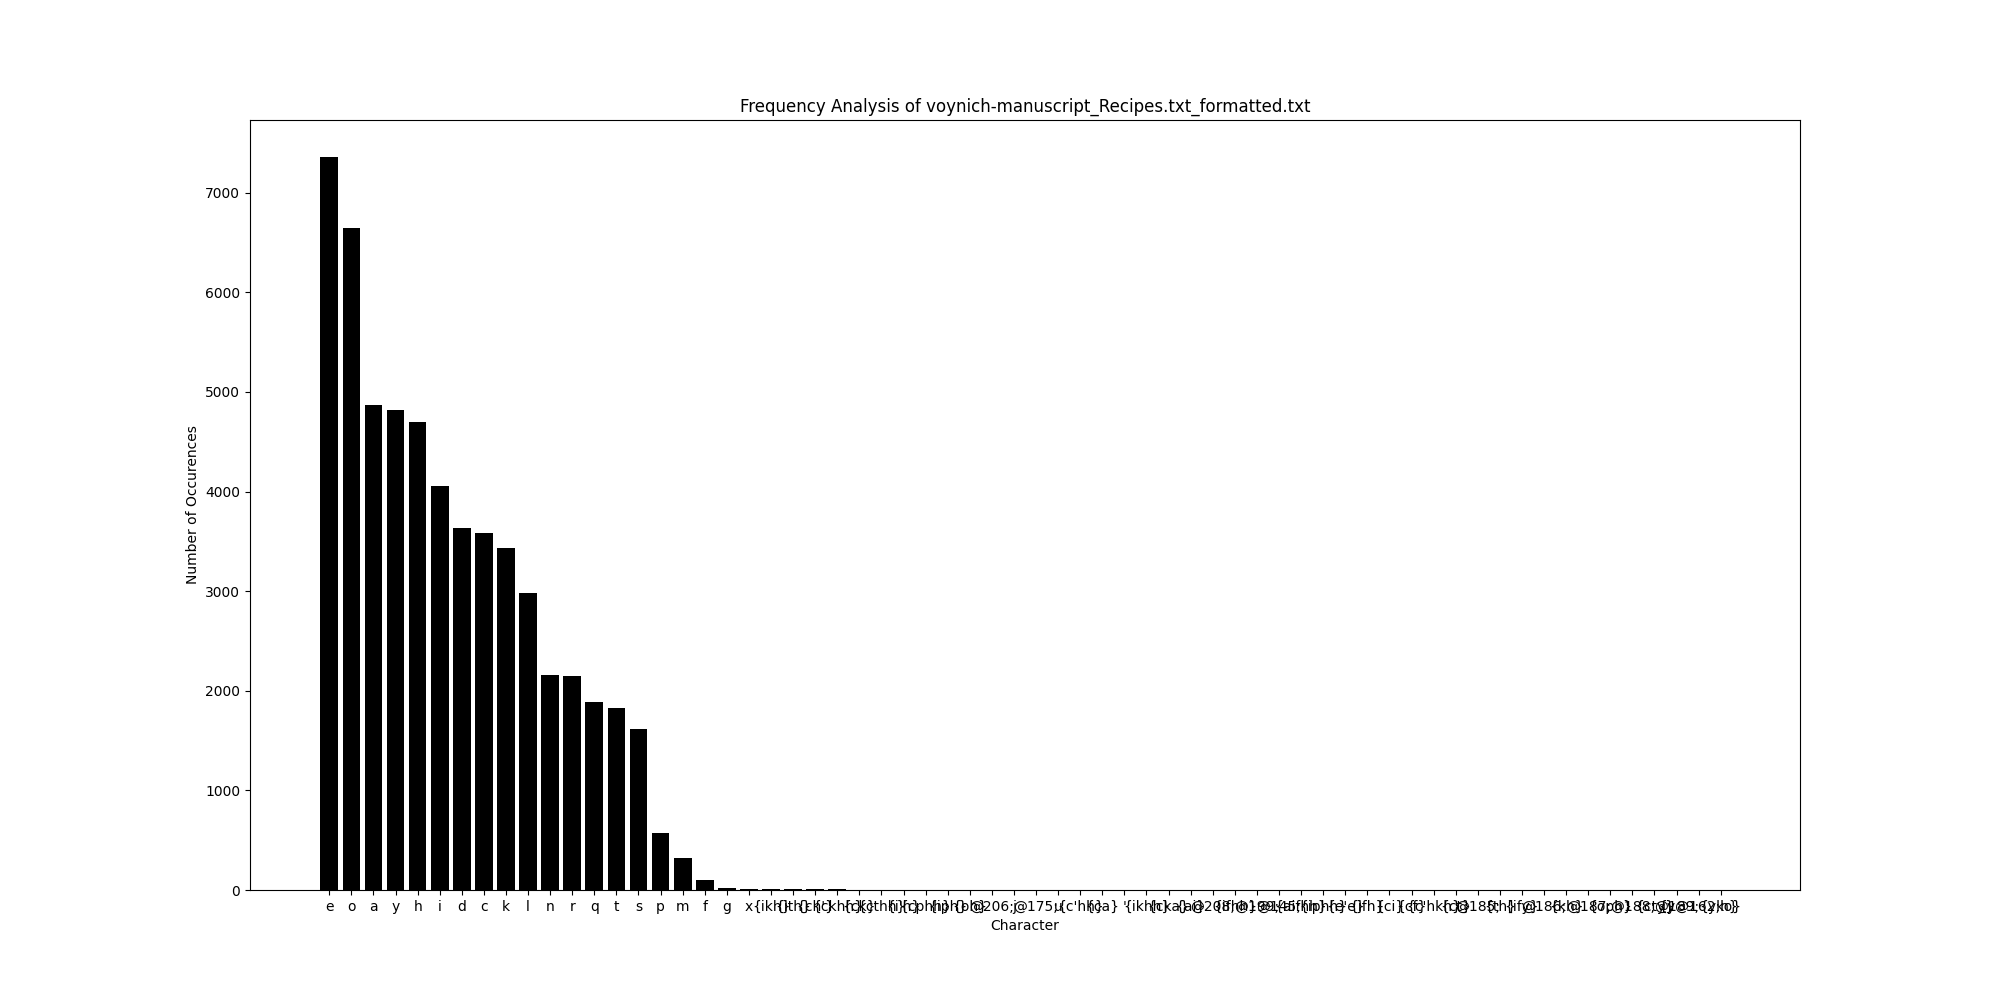 Frequency Analysis of voynich-manuscript_Recipes.txt_formatted.txt
Number of Occurences
7000
6000
5000
4000
3000
2000
1000
0
e o a y h i d c k l n r q t s p m f g x
Character